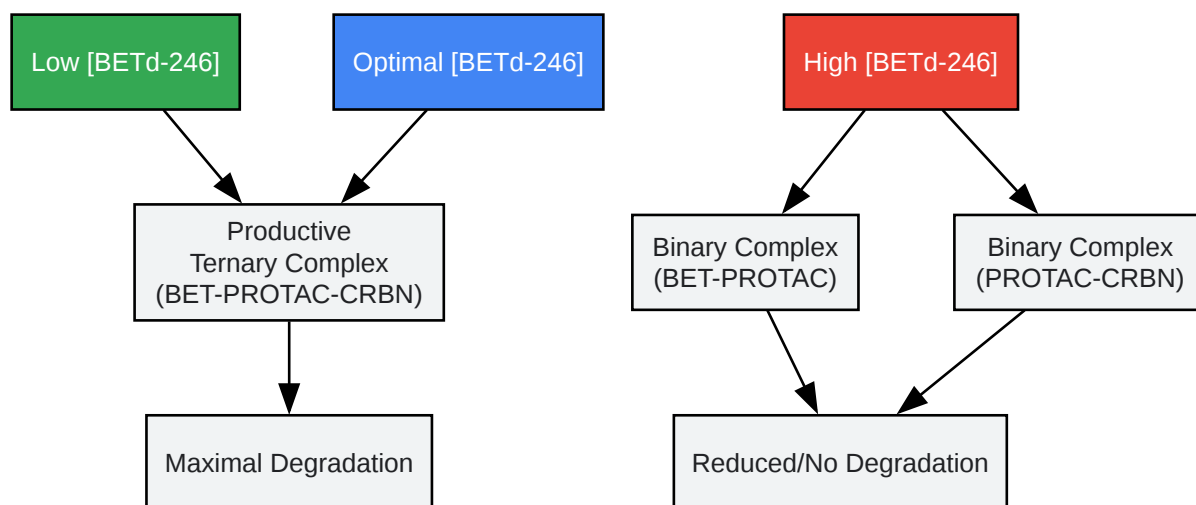 Low [BETd-246]
Optimal [BETd-246]
High [BETd-246]
Productive
Ternary Complex
(BET-PROTAC-CRBN)
Binary Complex
(BET-PROTAC)
Binary Complex
(PROTAC-CRBN)
Maximal Degradation
Reduced/No Degradation